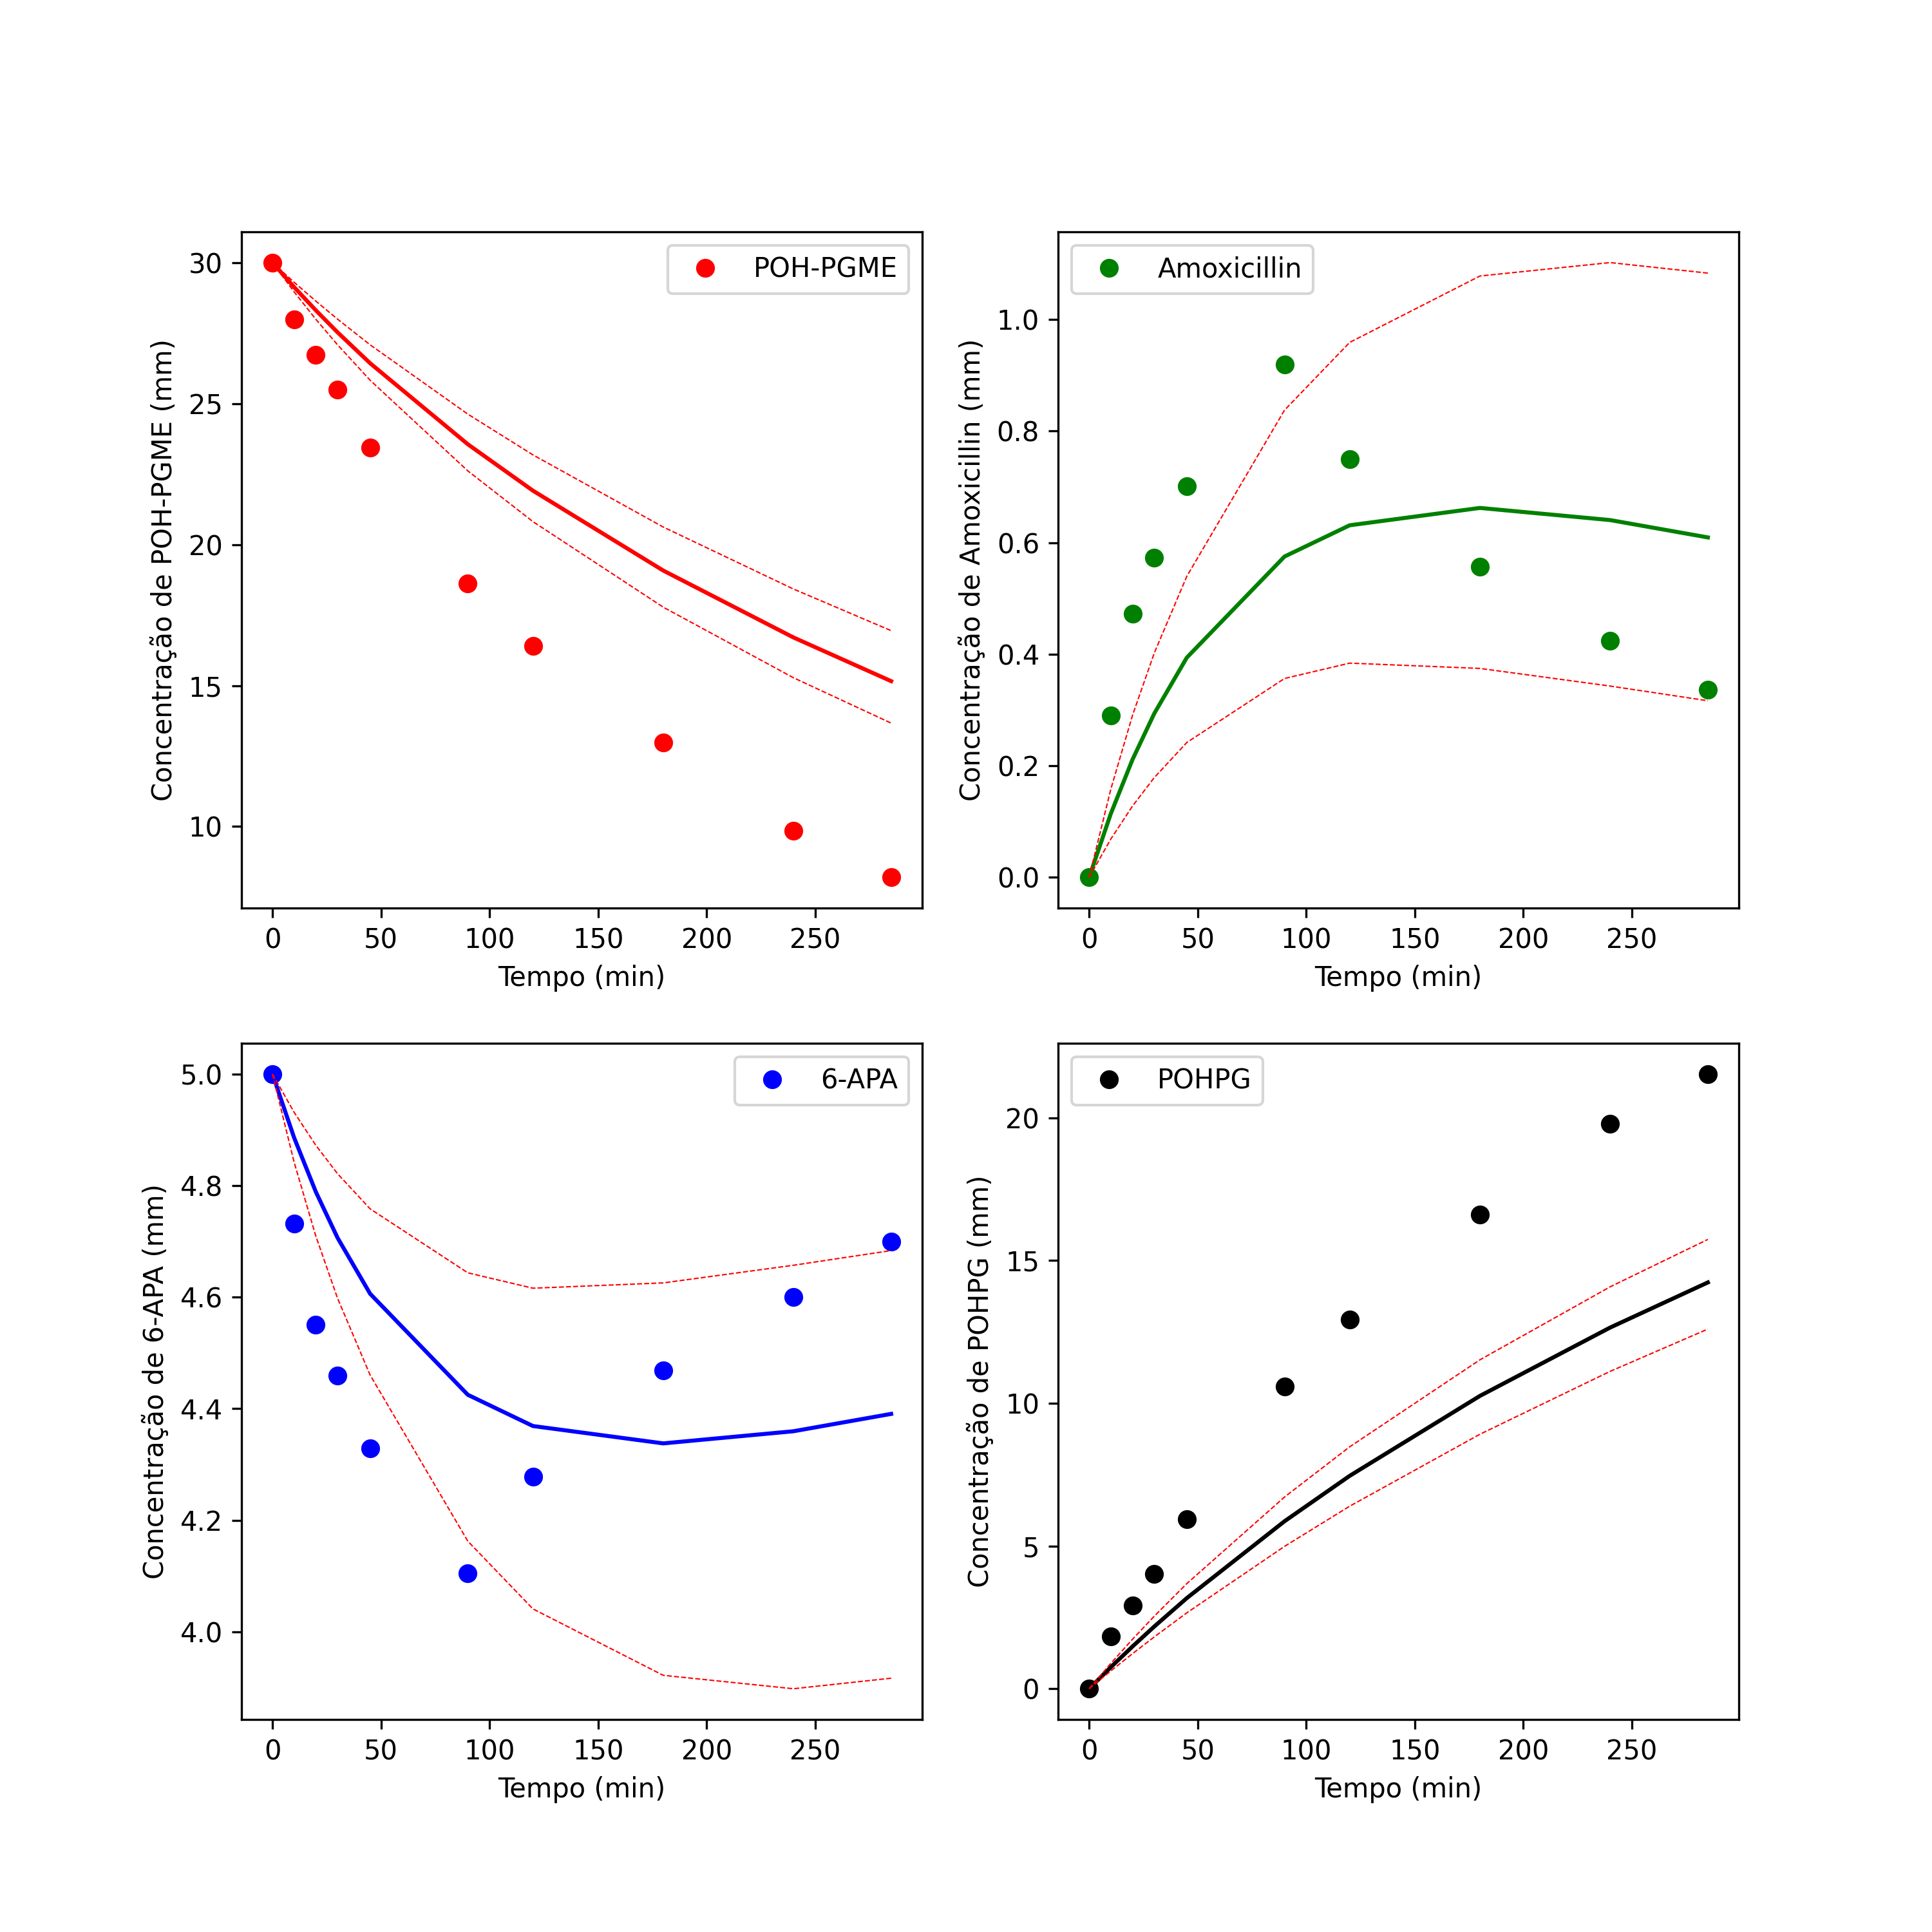 POH-PGME
Concentração de POH-PGME (mm)
30
25
20
15
10
0 50 100 150 200 250
Tempo (min)
Amoxicillin
Concentração de Amoxicillin (mm)
1.0
0.8
0.6
0.4
0.2
0.0
0 50 100 150 200 250
Tempo (min)
6-APA
Concentração de 6-APA (mm)
5.0
4.8
4.6
4.4
4.2
4.0
0 50 100 150 200 250
Tempo (min)
POHPG
Concentração de POHPG (mm)
20
15
10
5
0
0 50 100 150 200 250
Tempo (min)